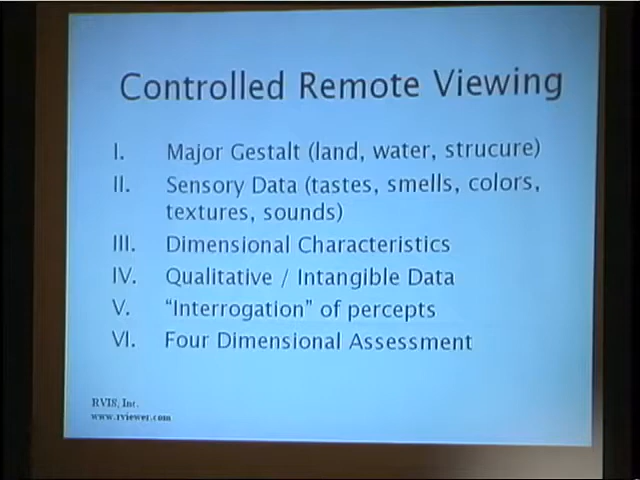 Controlled Remote Viewing
I. Major Gestalt (land, water, strucure)
II. Sensory Data (tastes, smells, colors,
textures, sounds)
III. Dimensional Characteristics
IV. Qualitative / Intangible Data
V. “Interrogation” of percepts
VI. Four Dimensional Assessment
RVIS, Inc.
www.rviewer.com